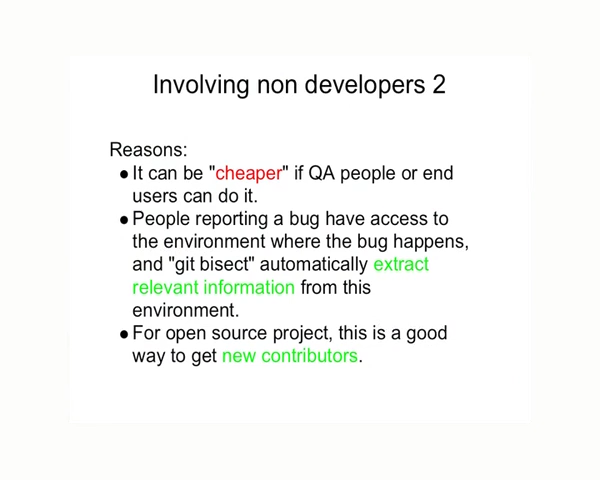 Involving non developers 2
Reasons:
● It can be "cheaper" if QA people or end
users can do it.
● People reporting a bug have access to
the environment where the bug happens,
and "git bisect" automatically extract
relevant information from this
environment.
● For open source project, this is a good
way to get new contributors.